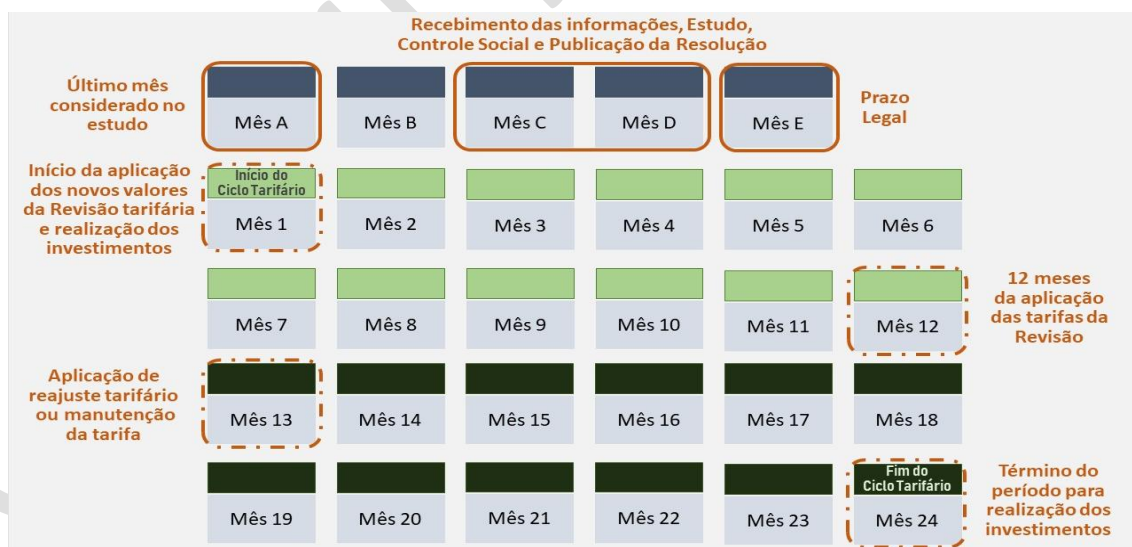 Recebimento das informações, Estudo,
Controle Social e Publicação da Resolução
Último mês
considerado no
estudo
Mês A
Mês B
Mês C
Mês D
Mês E
Prazo
Legal
Início da aplicação
dos novos valores
da Revisão tarifária
e realização dos
investimentos
Início do
Ciclo Tarifário
Mês 1
Mês 2
Mês 3
Mês 4
Mês 5
Mês 6
Mês 7
Mês 8
Mês 9
Mês 10
Mês 11
Mês 12
12 meses
da aplicação
das tarifas da
Revisão
Aplicação de
reajuste tarifário
ou manutenção
da tarifa
Mês 13
Mês 14
Mês 15
Mês 16
Mês 17
Mês 18
Mês 19
Mês 20
Mês 21
Mês 22
Mês 23
Fim do
Ciclo Tarifário
Mês 24
Término do
período para
realização dos
investimentos